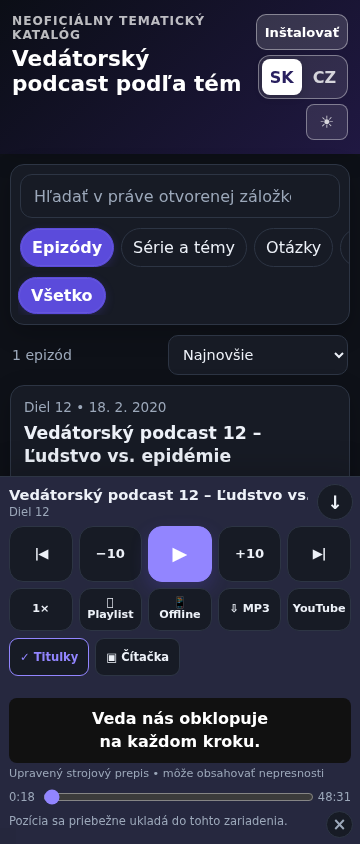 NEOFICIÁLNY TEMATICKÝ
KATALÓG
Vedátorský
podcast podľa tém
Inštalovať
SK CZ
Hľadať v práve otvorenej záložke
Epizódy Série a témy Otázky
Všetko
1 epizód
Najnovšie
Diel 12 • 18. 2. 2020
Vedátorský podcast 12 –
Ľudstvo vs. epidémie
Vedátorský podcast 12 – Ľudstvo vs.
Diel 12
−10 +10
1× Playlist Offline ⇩ MP3 YouTube
✓ Titulky ▣ Čítačka
Veda nás obklopuje
na každom kroku.
Upravený strojový prepis • môže obsahovať nepresnosti
0:18 48:31
Pozícia sa priebežne ukladá do tohto zariadenia.